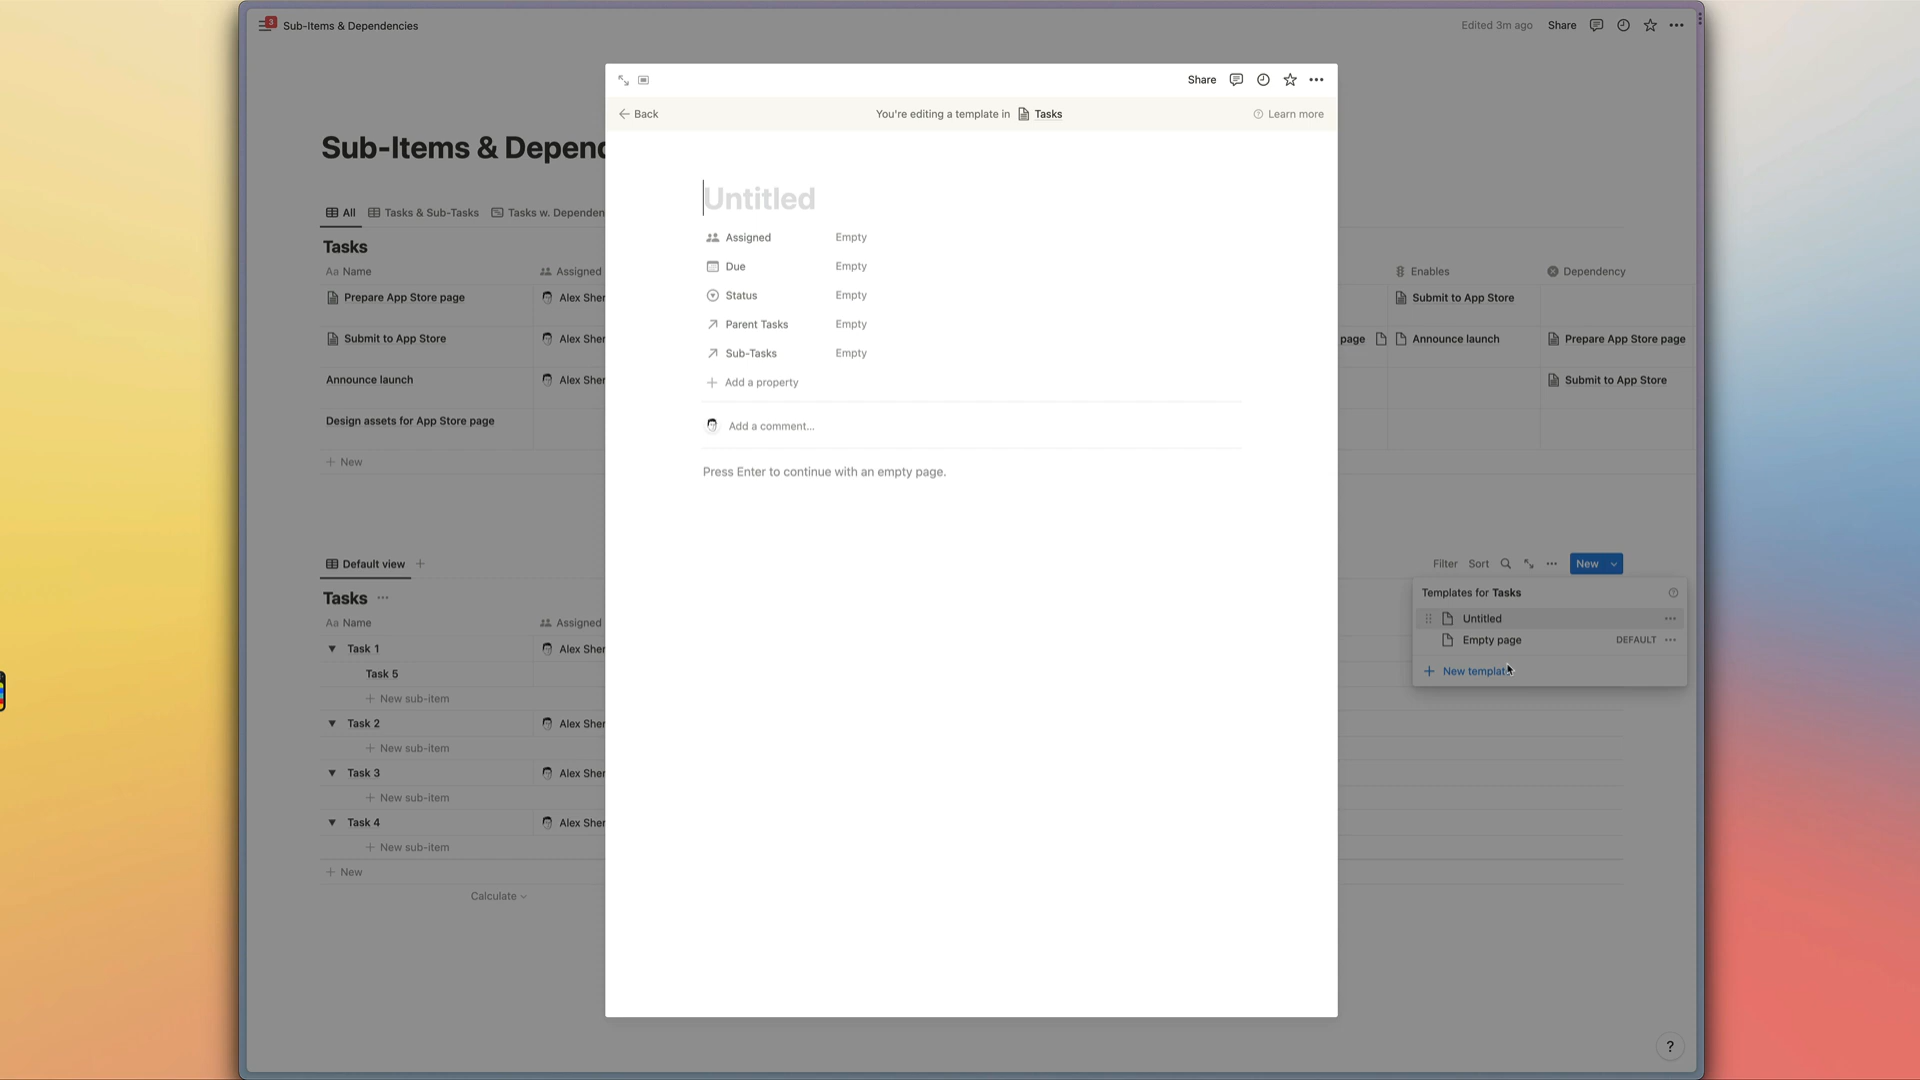 3 Sub-Items & Dependencies
Edited 3m ago Share
Share
Back
You're editing a template in Tasks
Learn more
Sub-Items & Depend
Untitled
All Tasks & Sub-Tasks Tasks w. Dependen
Assigned Empty
Tasks
Due Empty
Aa Name Assigned
Enables Dependency
Status Empty
Prepare App Store page Alex Sher
Submit to App Store
Parent Tasks Empty
Submit to App Store Alex Sher
page Announce launch Prepare App Store page
Sub-Tasks Empty
Announce launch Alex Sher
Submit to App Store
Add a property
Design assets for App Store page
Add a comment...
+ New
Press Enter to continue with an empty page.
Default view +
Filter Sort New
Tasks
Templates for Tasks
Aa Name Assigned
Untitled
Empty page DEFAULT
+ New template
Task 1 Alex Sher
Task 5
+ New sub-item
Task 2 Alex Sher
+ New sub-item
Task 3 Alex Sher
+ New sub-item
Task 4 Alex Sher
+ New sub-item
+ New
Calculate
?